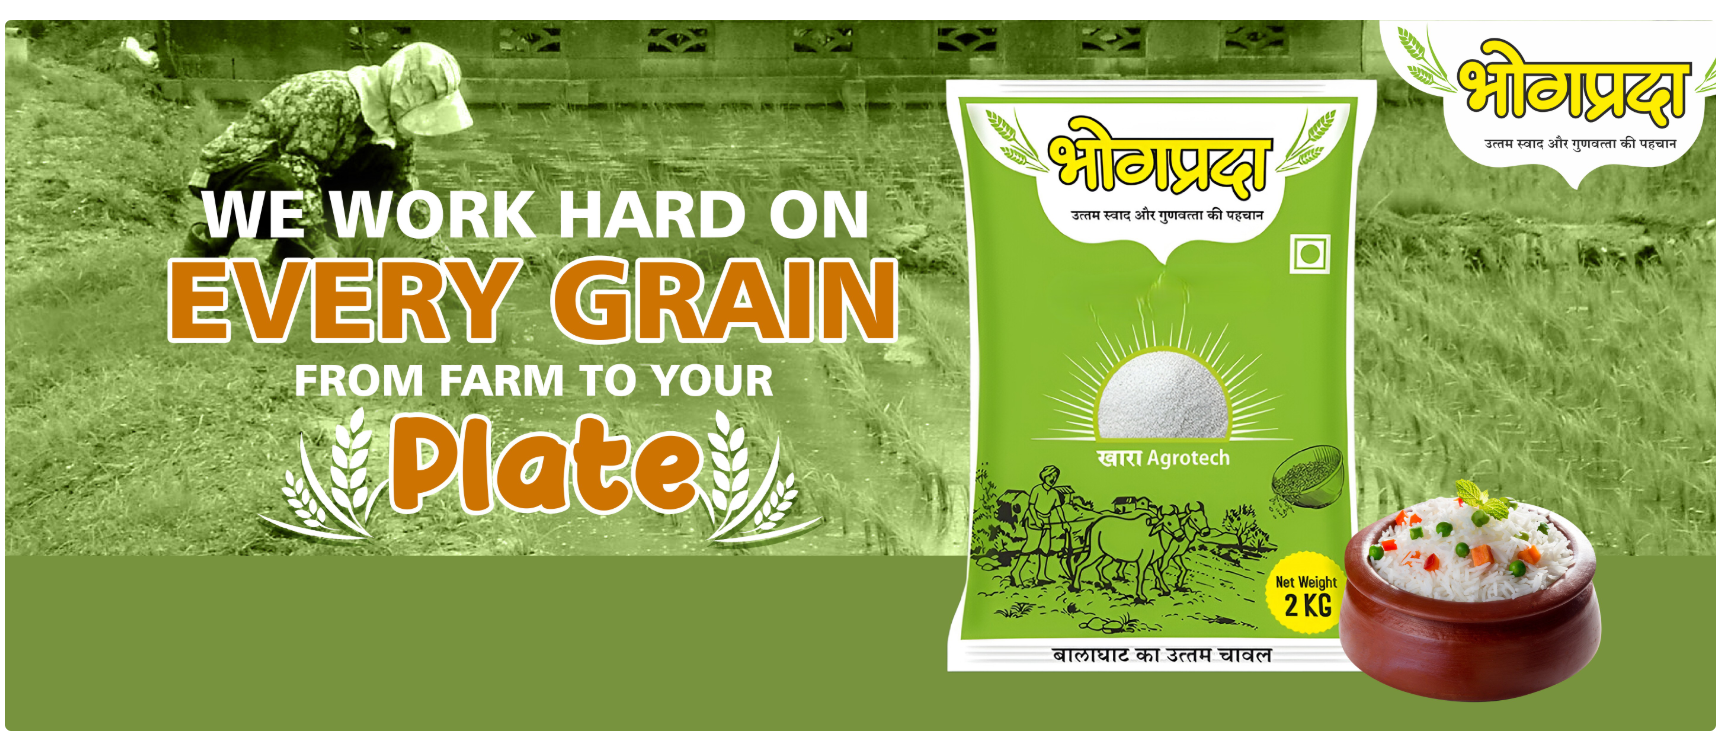 WE WORK HARD ON
EVERY GRAIN
FROM FARM TO YOUR
Plate
भोगप्रदा
उत्तम स्वाद और गुणवत्ता की पहचान
खारा Agrotech
Net Weight
2 KG
बालाघाट का उत्तम चावल
भोगप्रदा
उत्तम स्वाद और गुणवत्ता की पहचान